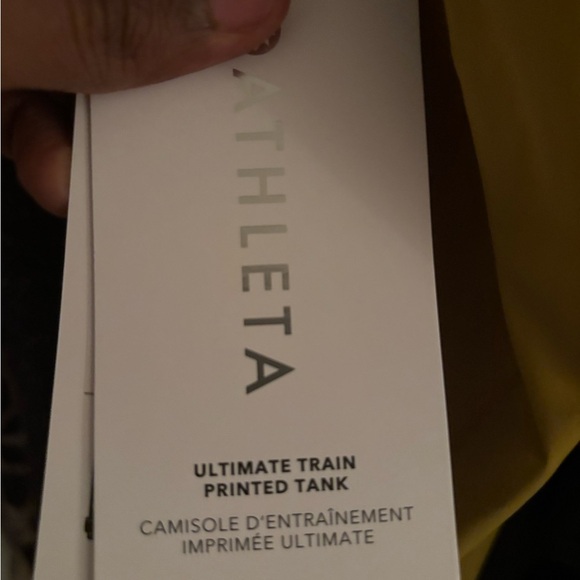 ATHLETA
ULTIMATE TRAIN
PRINTED TANK
CAMISOLE D'ENTRAÎNEMENT
IMPRIMÉE ULTIMATE